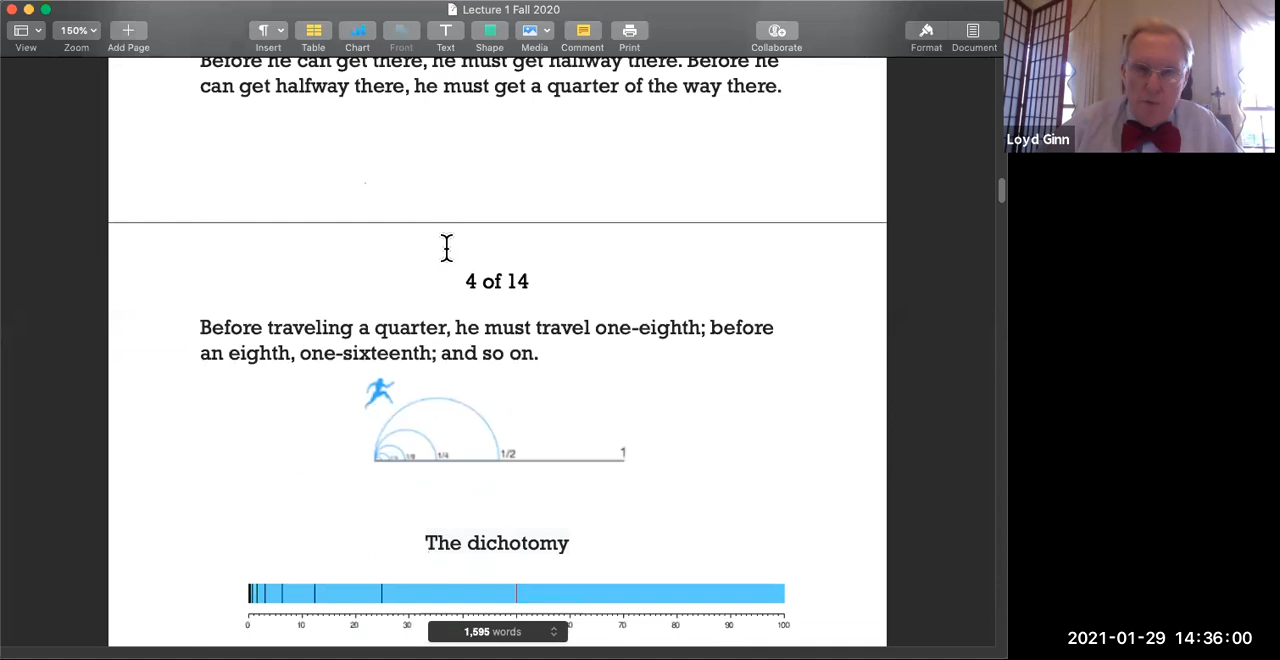 Lecture 1 Fall 2020
150%
View
Zoom
Add Page
Insert
Table
Chart
Front
Text
Shape
Media
Comment
Print
Collaborate
Format
Document
Before he can get there, he must get halfway there. Before he
can get halfway there, he must get a quarter of the way there.
Loyd Ginn
4 of 14
Before traveling a quarter, he must travel one-eighth; before
an eighth, one-sixteenth; and so on.
1/8
1/4
1/2
1
The dichotomy
0
10
20
30
70
80
90
100
1,595 words
2021-01-29 14:36:00